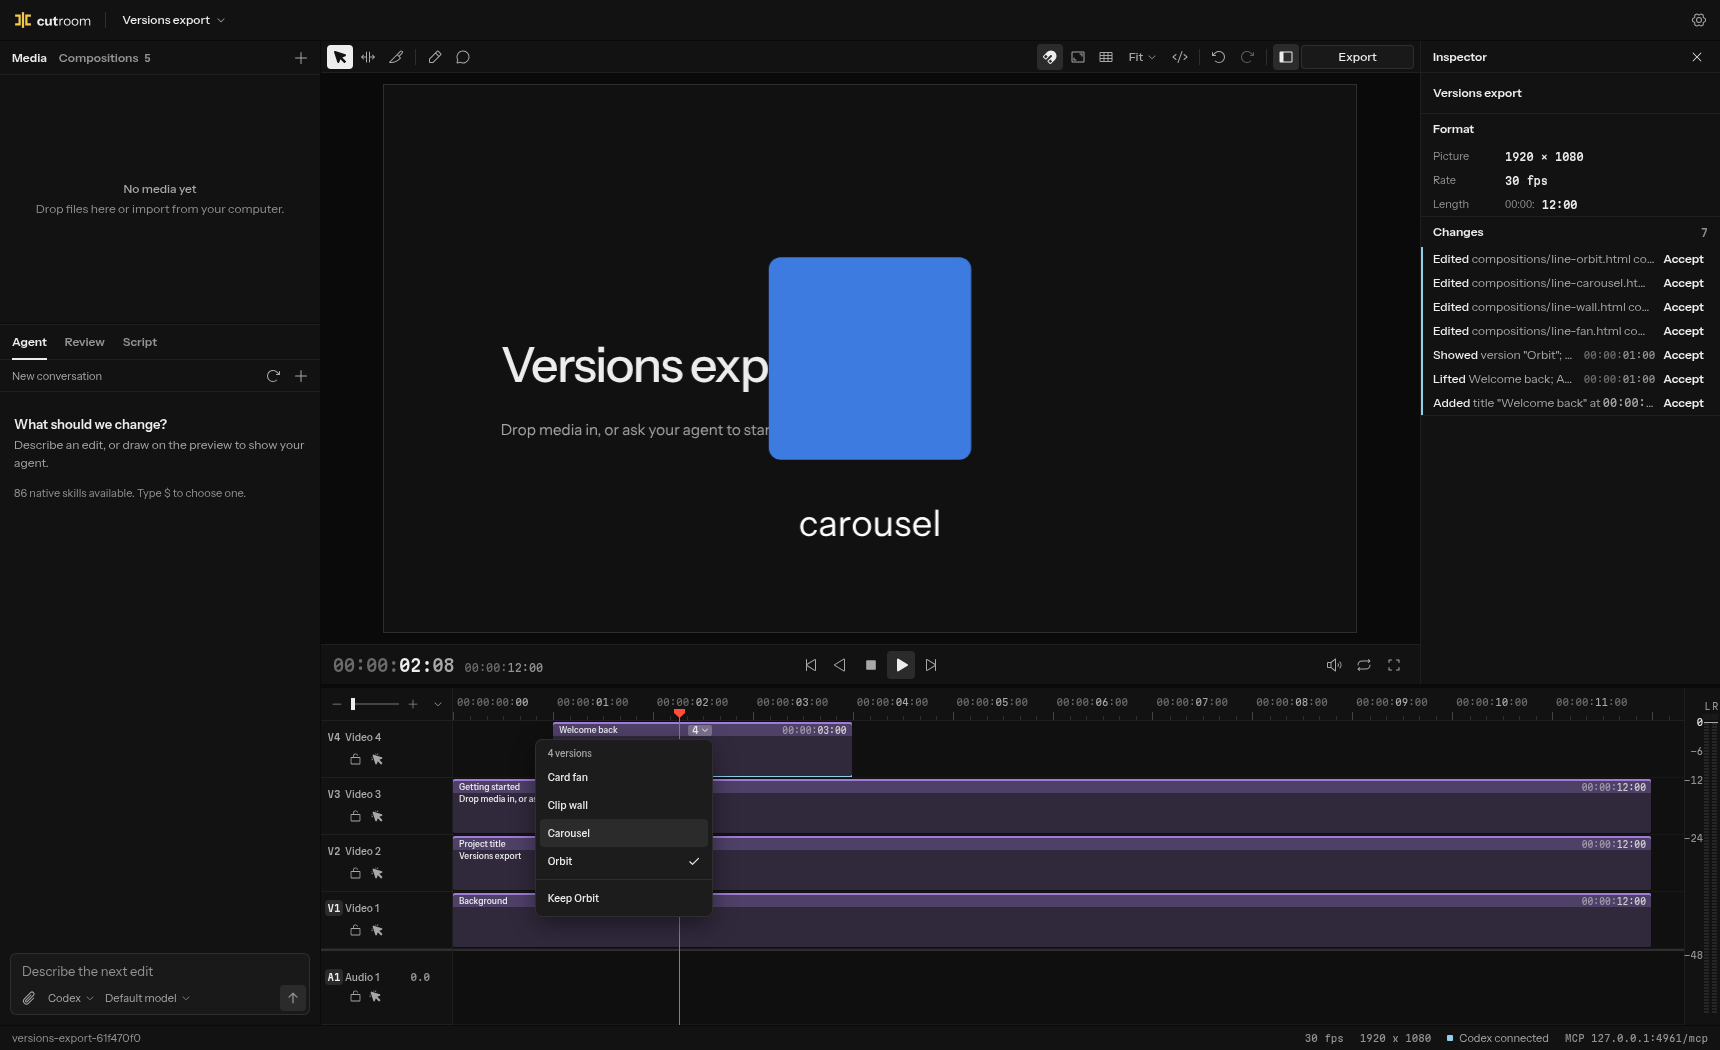 cutroom
Versions export
Media
Compositions 5
Fit
Export
Inspector
No media yet
Drop files here or import from your computer.
Agent
Review
Script
New conversation
What should we change?
Describe an edit, or draw on the preview to show your
agent.
86 native skills available. Type $ to choose one.
Describe the next edit
Codex
Default model
Versions exp
Drop media in, or ask your agent to star
carousel
Versions export
Format
Picture 1920 × 1080
Rate 30 fps
Length 00:00:12:00
Changes 7
Edited compositions/line-orbit.html co... Accept
Edited compositions/line-carousel.ht... Accept
Edited compositions/line-wall.html co... Accept
Edited compositions/line-fan.html co... Accept
Showed version "Orbit"; ... 00:00:01:00 Accept
Lifted Welcome back; A... 00:00:01:00 Accept
Added title "Welcome back" at 00:00:... Accept
00:00:02:08 00:00:12:00
00:00:00:00 00:00:01:00 00:00:02:00 00:00:03:00 00:00:04:00 00:00:05:00 00:00:06:00 00:00:07:00 00:00:08:00 00:00:09:00 00:00:10:00 00:00:11:00
V4 Video 4
Welcome back 4 00:00:03:00
V3 Video 3
Getting started 00:00:12:00
Drop media in, or as
V2 Video 2
Project title 00:00:12:00
Versions export
V1 Video 1
Background 00:00:12:00
A1 Audio 1 0.0
4 versions
Card fan
Clip wall
Carousel
Orbit
Keep Orbit
L R
0
-6
-12
-24
-48
versions-export-61f470f0
30 fps 1920 x 1080 Codex connected MCP 127.0.0.1:4961/mcp